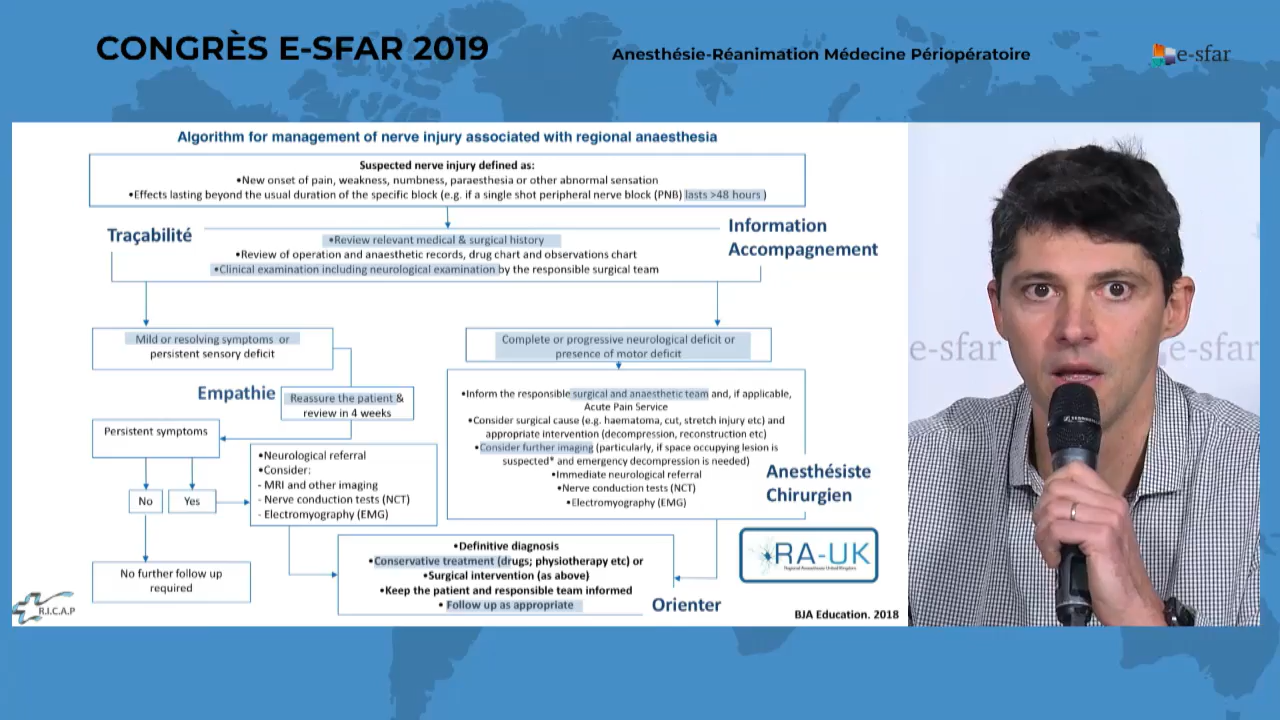 CONGRÈS E-SFAR 2019
Anesthésie-Réanimation Médecine Périopératoire
e-sfar
Algorithm for management of nerve injury associated with regional anaesthesia
Suspected nerve injury defined as:
•New onset of pain, weakness, numbness, paraesthesia or other abnormal sensation
•Effects lasting beyond the usual duration of the specific block (e.g. if a single shot peripheral nerve block (PNB) lasts >48 hours )
Traçabilité
Information
Accompagnement
•Review relevant medical & surgical history
•Review of operation and anaesthetic records, drug chart and observations chart
•Clinical examination including neurological examination by the responsible surgical team
Mild or resolving symptoms or
persistent sensory deficit
Complete or progressive neurological deficit or
presence of motor deficit
Empathie
Reassure the patient &
review in 4 weeks
Persistent symptoms
No
Yes
•Neurological referral
•Consider:
- MRI and other imaging
- Nerve conduction tests (NCT)
- Electromyography (EMG)
•Inform the responsible surgical and anaesthetic team and, if applicable,
Acute Pain Service
•Consider surgical cause (e.g. haematoma, cut, stretch injury etc) and
appropriate intervention (decompression, reconstruction etc)
•Consider further imaging (particularly, if space occupying lesion is
suspected* and emergency decompression is needed)
•Immediate neurological referral
•Nerve conduction tests (NCT)
•Electromyography (EMG)
Anesthésiste
Chirurgien
No further follow up
required
•Definitive diagnosis
•Conservative treatment (drugs; physiotherapy etc) or
•Surgical intervention (as above)
•Keep the patient and responsible team informed
• Follow up as appropriate
Orienter
RA-UK
Regional Anaesthesia United Kingdom
R.I.C.A.P
BJA Education. 2018
e-sfar
e-sfar
SENNHEISER